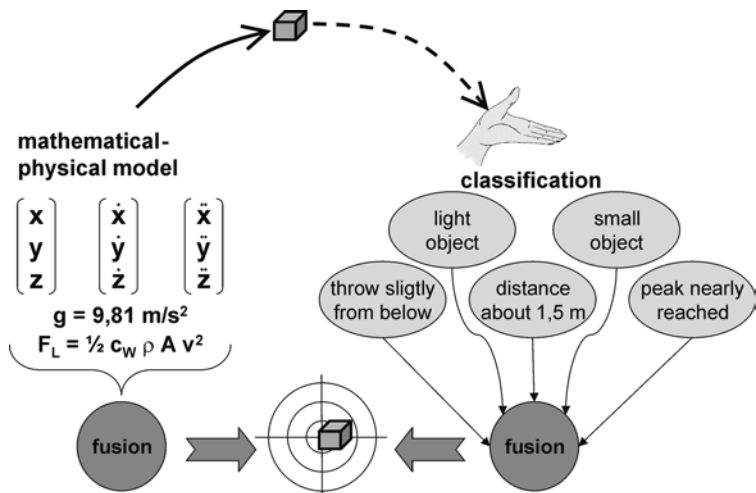 mathematical-
physical model
x ẋ ẍ
y ẏ ÿ
z ż z̈
g = 9,81 m/s²
F_L = ½ c_W ρ A v²
fusion
classification
light
object
small
object
throw sligtly
from below
distance
about 1,5 m
peak nearly
reached
fusion